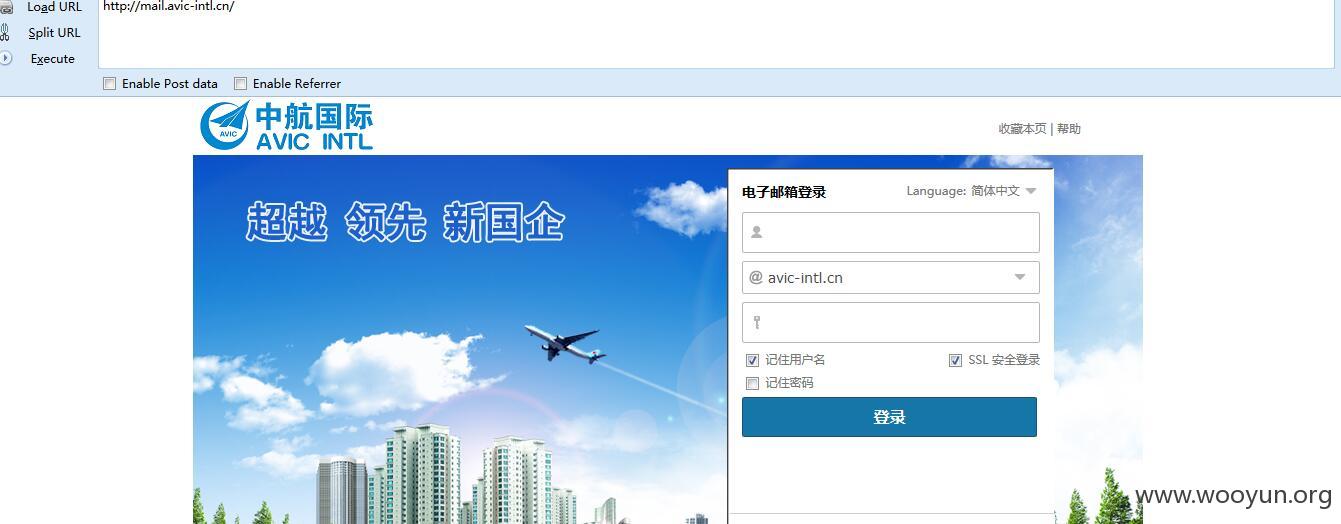 Load URL
http://mail.avic-intl.cn/
Split URL
Execute
Enable Post data
Enable Referrer
AVIC
中航国际
AVIC INTL
收藏本页 | 帮助
超越 领先 新国企
电子邮箱登录
Language: 简体中文
@ avic-intl.cn
记住用户名
SSL 安全登录
记住密码
登录
www.wooyun.org